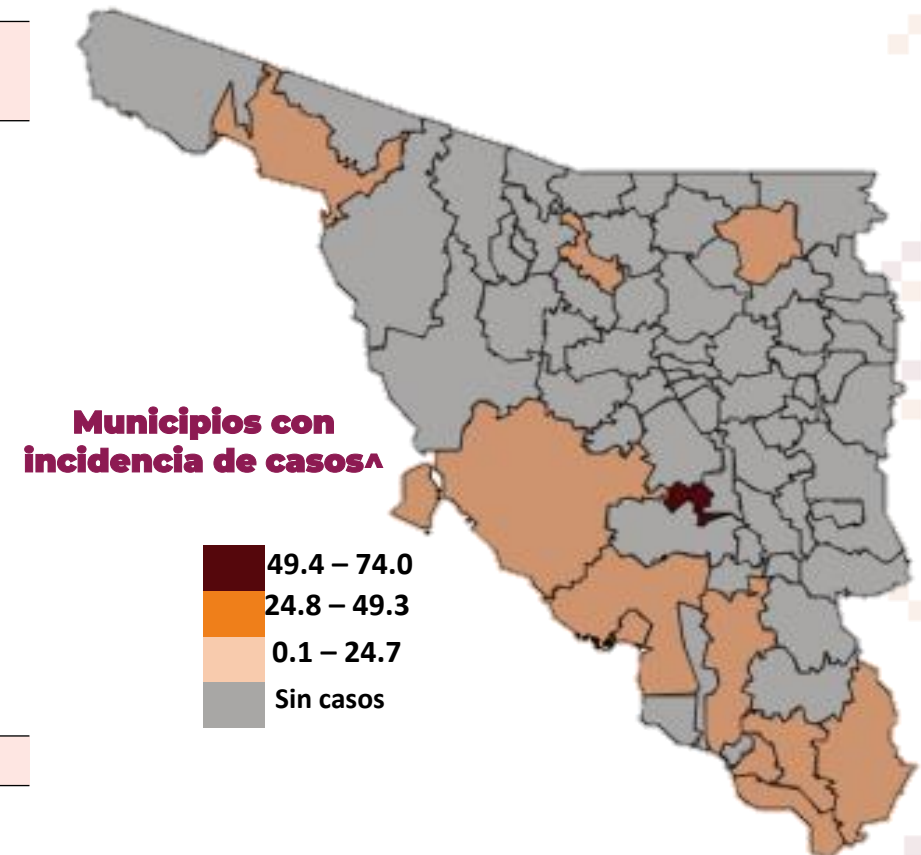 Municipios con
incidencia de casos^
49.4 – 74.0
24.8 – 49.3
0.1 – 24.7
Sin casos